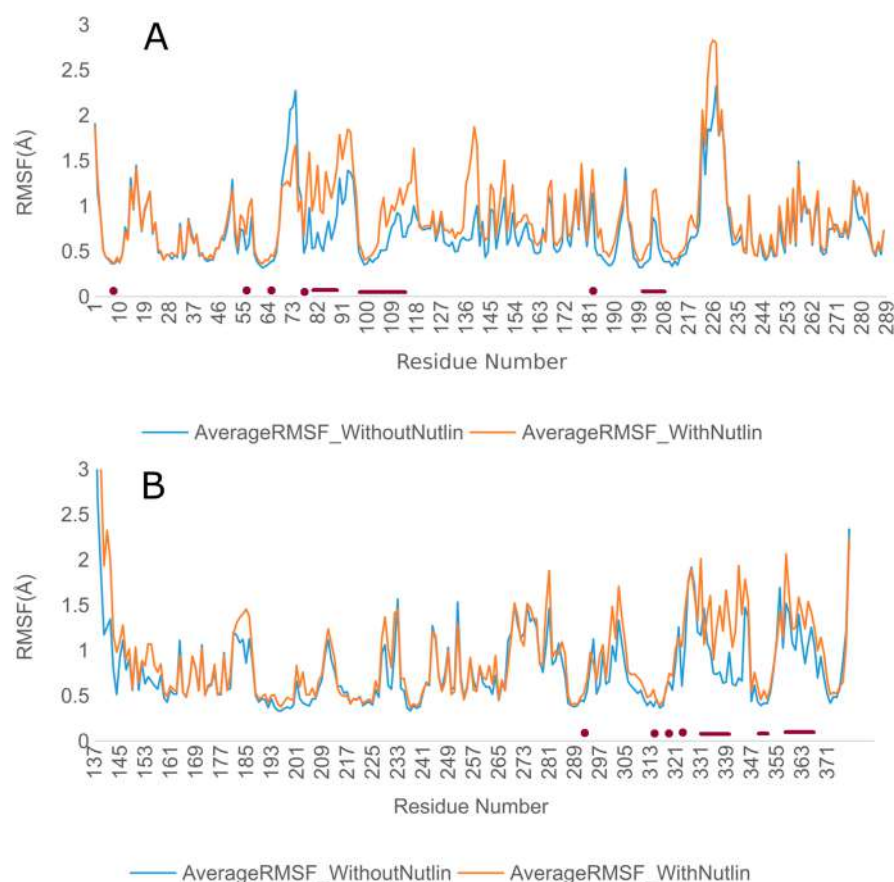 A
3
2.5
2
1.5
1
0.5
0
RMSF(Å)
1 10 19 28 37 46 55 64 73 82 91 100 109 118 127 136 145 154 163 172 181 190 199 208 217 226 235 244 253 262 271 280 289
Residue Number
AverageRMSF_WithoutNutlin AverageRMSF_WithNutlin
B
3
2.5
2
1.5
1
0.5
0
RMSF(Å)
137 145 153 161 169 177 185 193 201 209 217 225 233 241 249 257 265 273 281 289 297 305 313 321 339 347 355 363 371
Residue Number
AverageRMSF_WithoutNutlin AverageRMSF_WithNutlin